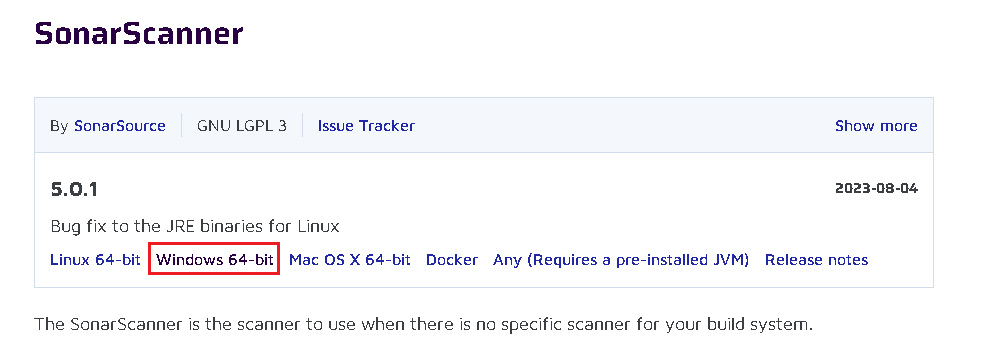 SonarScanner
By SonarSource GNU LGPL 3 Issue Tracker Show more
5.0.1 2023-08-04
Bug fix to the JRE binaries for Linux
Linux 64-bit Windows 64-bit Mac OS X 64-bit Docker Any (Requires a pre-installed JVM) Release notes
The SonarScanner is the scanner to use when there is no specific scanner for your build system.